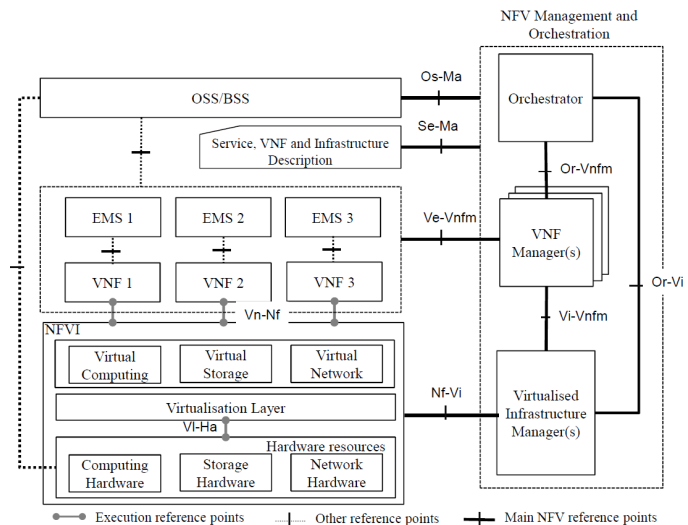 NFV Management and
Orchestration
Os-Ma
OSS/BSS
Orchestrator
Se-Ma
Service, VNF and Infrastructure
Description
Or-Vnfm
EMS 1
EMS 2
EMS 3
Ve-Vnfm
VNF
Manager(s)
VNF 1
VNF 2
VNF 3
Or-Vi
Vn-Nf
NFVI
Vi-Vnfm
Virtual
Computing
Virtual
Storage
Virtual
Network
Nf-Vi
Virtualised
Infrastructure
Manager(s)
Virtualisation Layer
Vl-Ha
Hardware resources
Computing
Hardware
Storage
Hardware
Network
Hardware
Execution reference points
Other reference points
Main NFV reference points